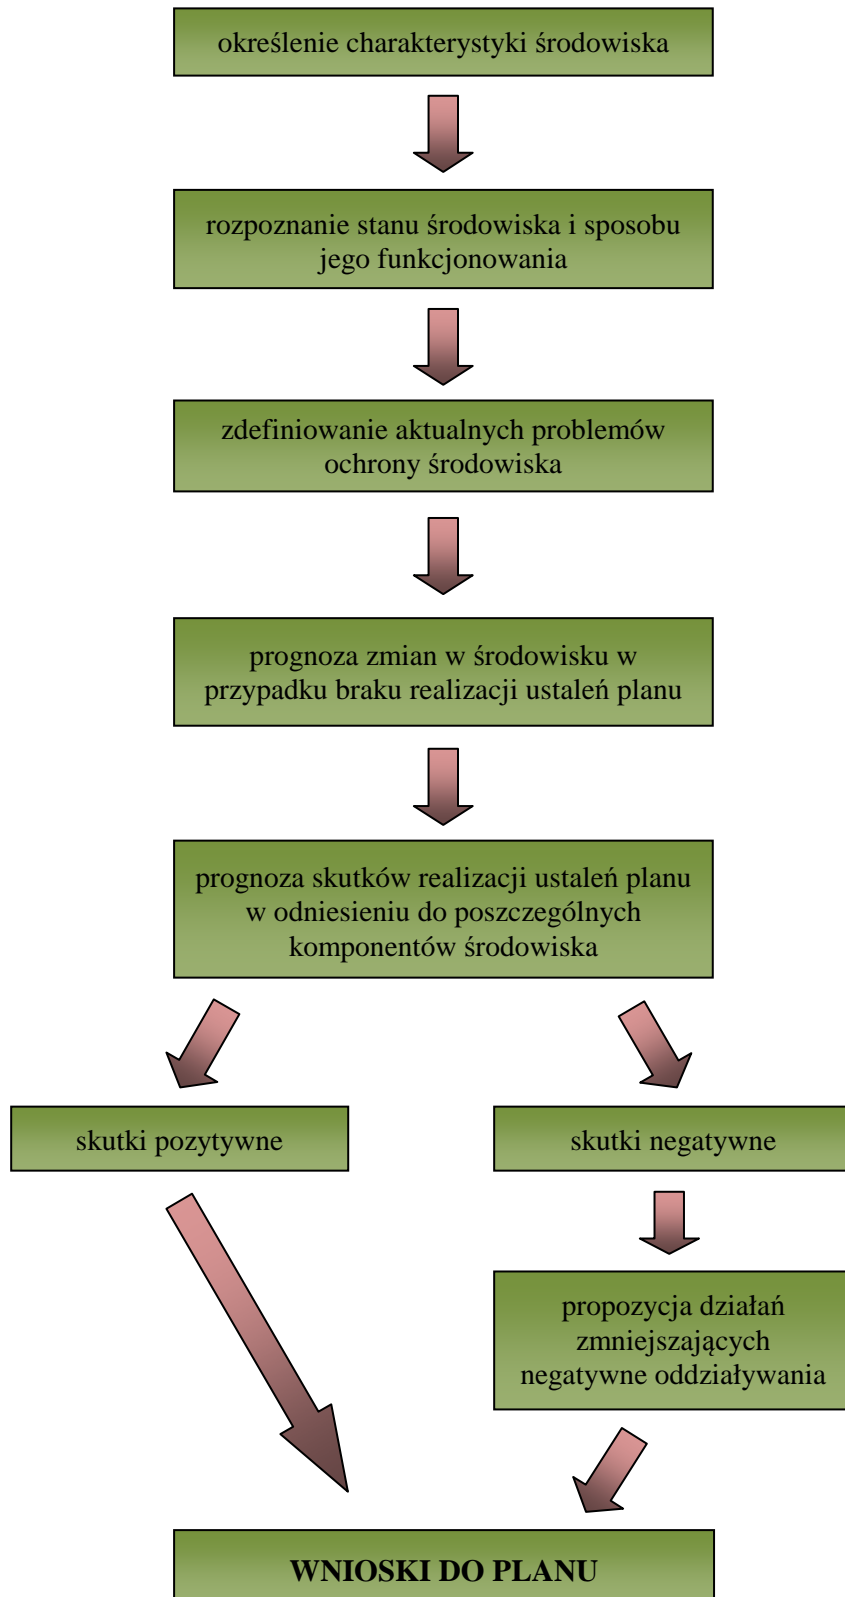 określenie charakterystyki środowiska
rozpoznanie stanu środowiska i sposobu
jego funkcjonowania
zdefiniowanie aktualnych problemów
ochrony środowiska
prognoza zmian w środowisku w
przypadku braku realizacji ustaleń planu
prognoza skutków realizacji ustaleń planu
w odniesieniu do poszczególnych
komponentów środowiska
skutki pozytywne
skutki negatywne
propozycja działań
zmniejszających
negatywne oddziaływania
WNIOSKI DO PLANU